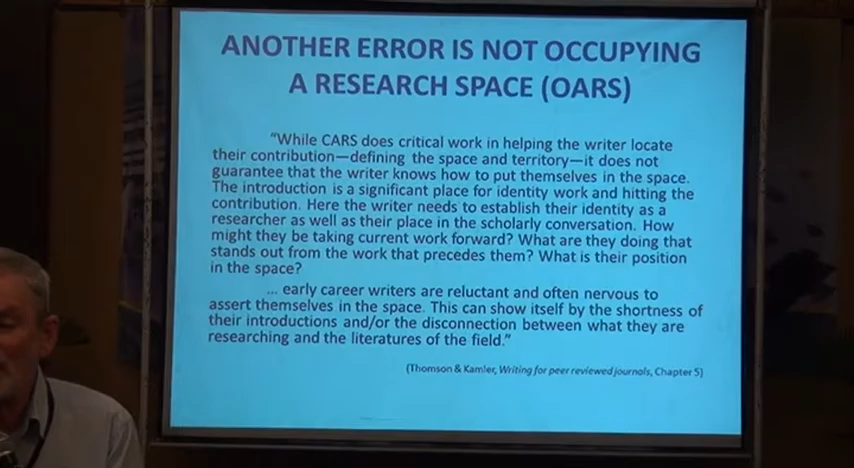 ANOTHER ERROR IS NOT OCCUPYING
A RESEARCH SPACE (OARS)
"While CARS does critical work in helping the writer locate
their contribution—defining the space and territory—it does not
guarantee that the writer knows how to put themselves in the space.
The introduction is a significant place for identity work and hitting the
contribution. Here the writer needs to establish their identity as a
researcher as well as their place in the scholarly conversation. How
might they be taking current work forward? What are they doing that
stands out from the work that precedes them? What is their position
in the space?
... early career writers are reluctant and often nervous to
assert themselves in the space. This can show itself by the shortness of
their introductions and/or the disconnection between what they are
researching and the literatures of the field."
(Thomson & Kamler, Writing for peer reviewed journals, Chapter 5)